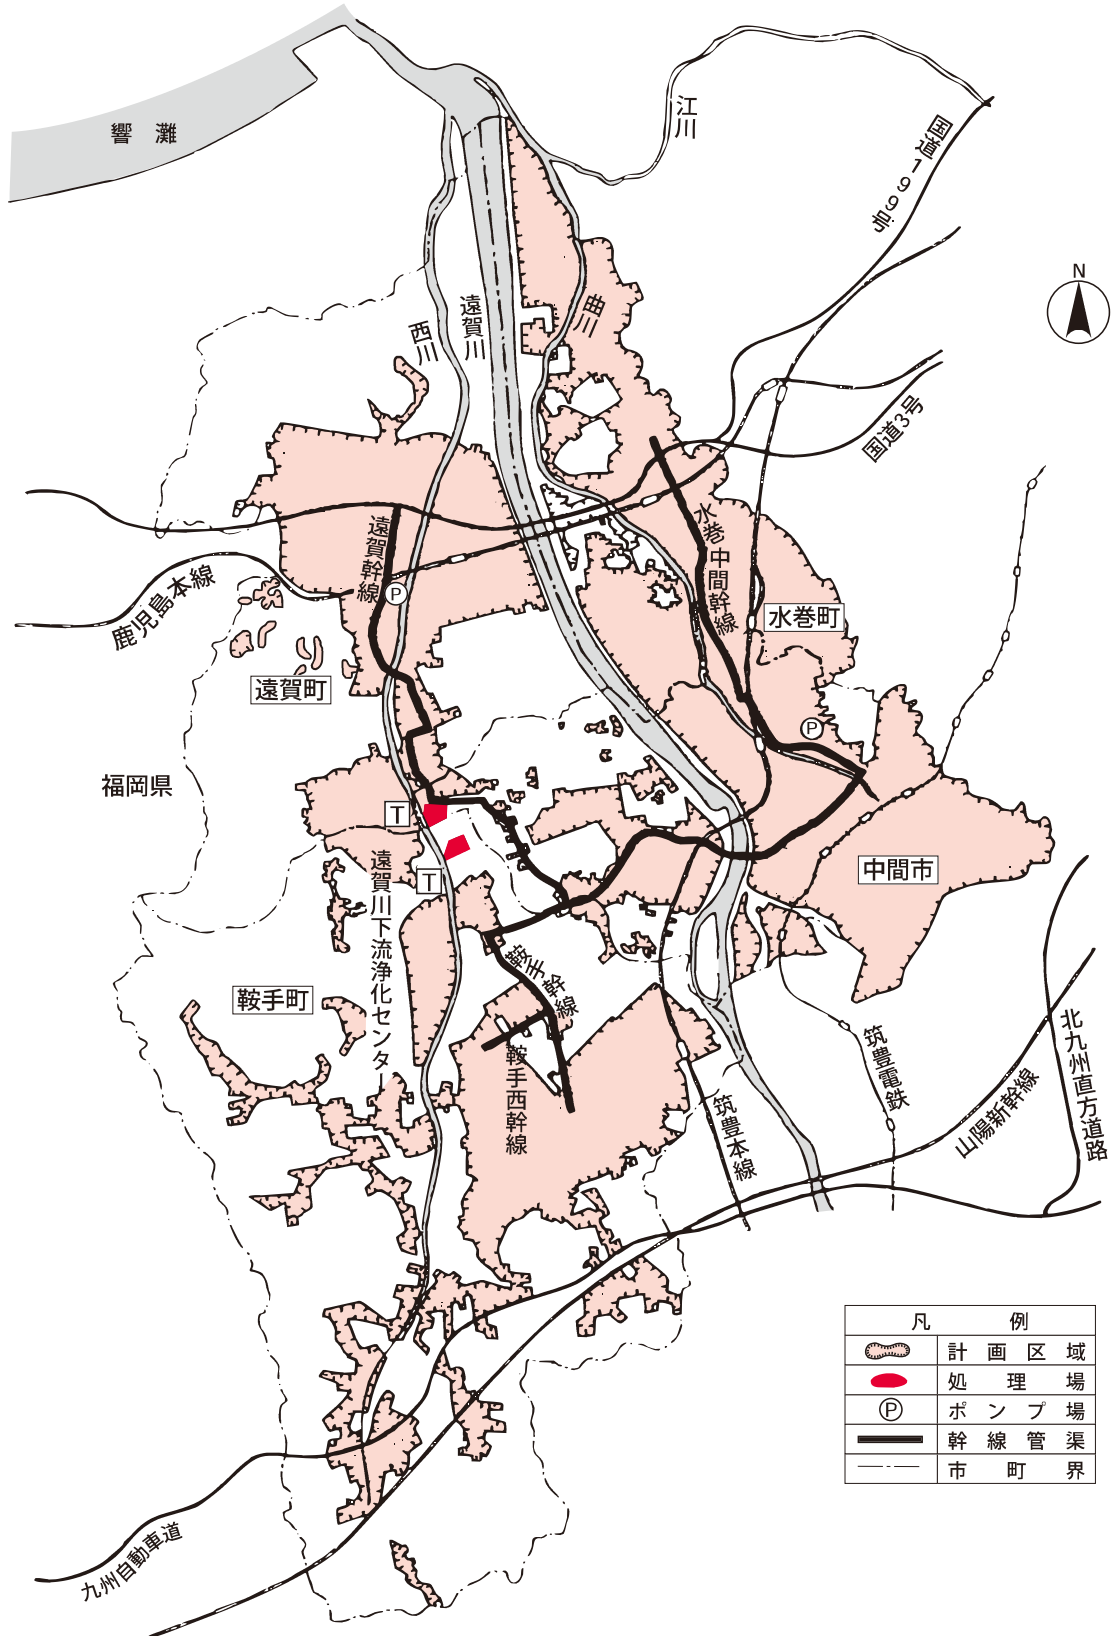 響灘
江川
国道199号
N
遠賀川
西川
曲川
国道3号
水巻中間幹線
遠賀幹線
P
鹿児島本線
水巻町
遠賀町
P
福岡県
T
中間市
T
遠賀川下流浄化センター
鞍手町
鞍手幹線
鞍手西幹線
筑豊本線
筑豊電鉄
山陽新幹線
北九州直方道路
九州自動車道
凡例
計画区域
処理場
P ポンプ場
幹線管渠
市町界